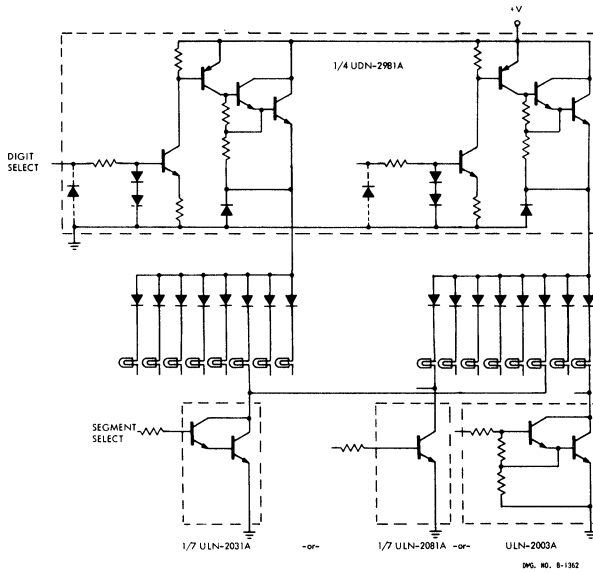 +V
1/4 UDN-2981A
DIGIT
SELECT
SEGMENT
SELECT
1/7 ULN-2031A
-or-
1/7 ULN-2081A
-or-
ULN-2003A
DWG. NO. B-1362